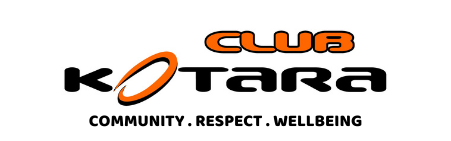 CLUB
KOTARA
COMMUNITY . RESPECT . WELLBEING